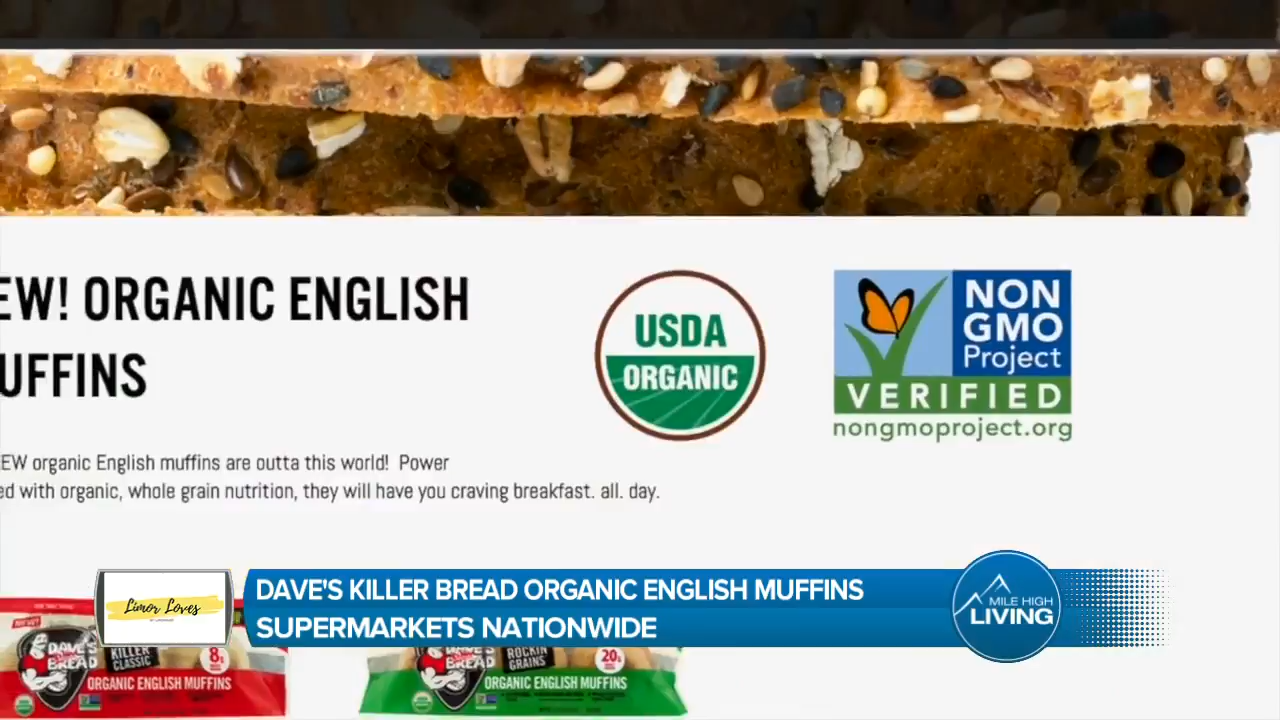 EW! ORGANIC ENGLISH
UFFINS
USDA
ORGANIC
NON
GMO
Project
VERIFIED
nongmoproject.org
EW organic English muffins are outta this world! Power
ed with organic, whole grain nutrition, they will have you craving breakfast. all. day.
Limor Loves
DAVE'S KILLER BREAD ORGANIC ENGLISH MUFFINS
SUPERMARKETS NATIONWIDE
MILE HIGH
LIVING
DAVE'S
BREAD
KILLER
CLASSIC
8g
ORGANIC ENGLISH MUFFINS
DAVE'S
BREAD
ROCKIN'
GRAINS
20g
ORGANIC ENGLISH MUFFINS